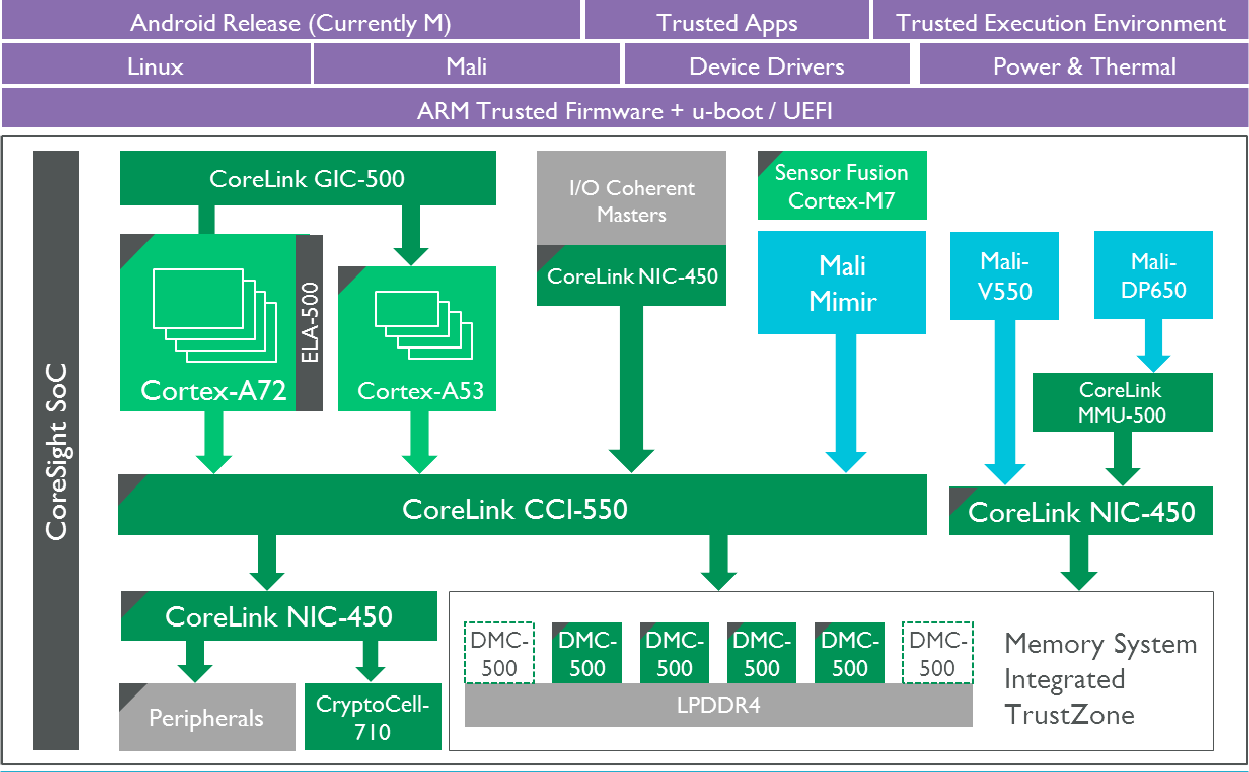 Android Release (Currently M)
Trusted Apps
Trusted Execution Environment
Linux
Mali
Device Drivers
Power & Thermal
ARM Trusted Firmware + u-boot / UEFI
CoreSight SoC
CoreLink GIC-500
I/O Coherent
Masters
Sensor Fusion
Cortex-M7
CoreLink NIC-450
Mali
Mimir
Mali-
V550
Mali-
DP650
ELA-500
Cortex-A72
Cortex-A53
CoreLink
MMU-500
CoreLink CCI-550
CoreLink NIC-450
CoreLink NIC-450
DMC-
500
DMC-
500
DMC-
500
DMC-
500
DMC-
500
DMC-
500
LPDDR4
Memory System
Integrated
TrustZone
Peripherals
CryptoCell-
710